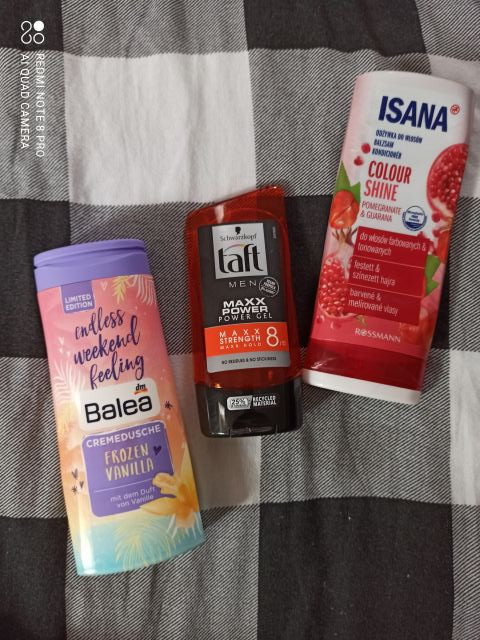 REDMI NOTE 8 PRO
AI QUAD CAMERA
ISANA
ODŻYWKA DO WŁOSÓW
BALZSAM
KONDICIONÉR
COLOUR
SHINE
POMEGRANATE
& GUARANA
do włosów farbowanych &
tonowanych
festett &
színezett hajra
barvené &
melírované vlasy
ROSSMANN
Schwarzkopf
taft
MEN
MAXX
POWER
POWER GEL
MAXX
STRENGTH
MAXX HOLD
8
NO RESIDUES & NO STICKINESS
25%
RECYCLED
MATERIAL
LIMITED
EDITION
endless
weekend
feeling
dm
Balea
CREMEDUSCHE
FROZEN
VANILLA
mit dem Duft
von Vanille